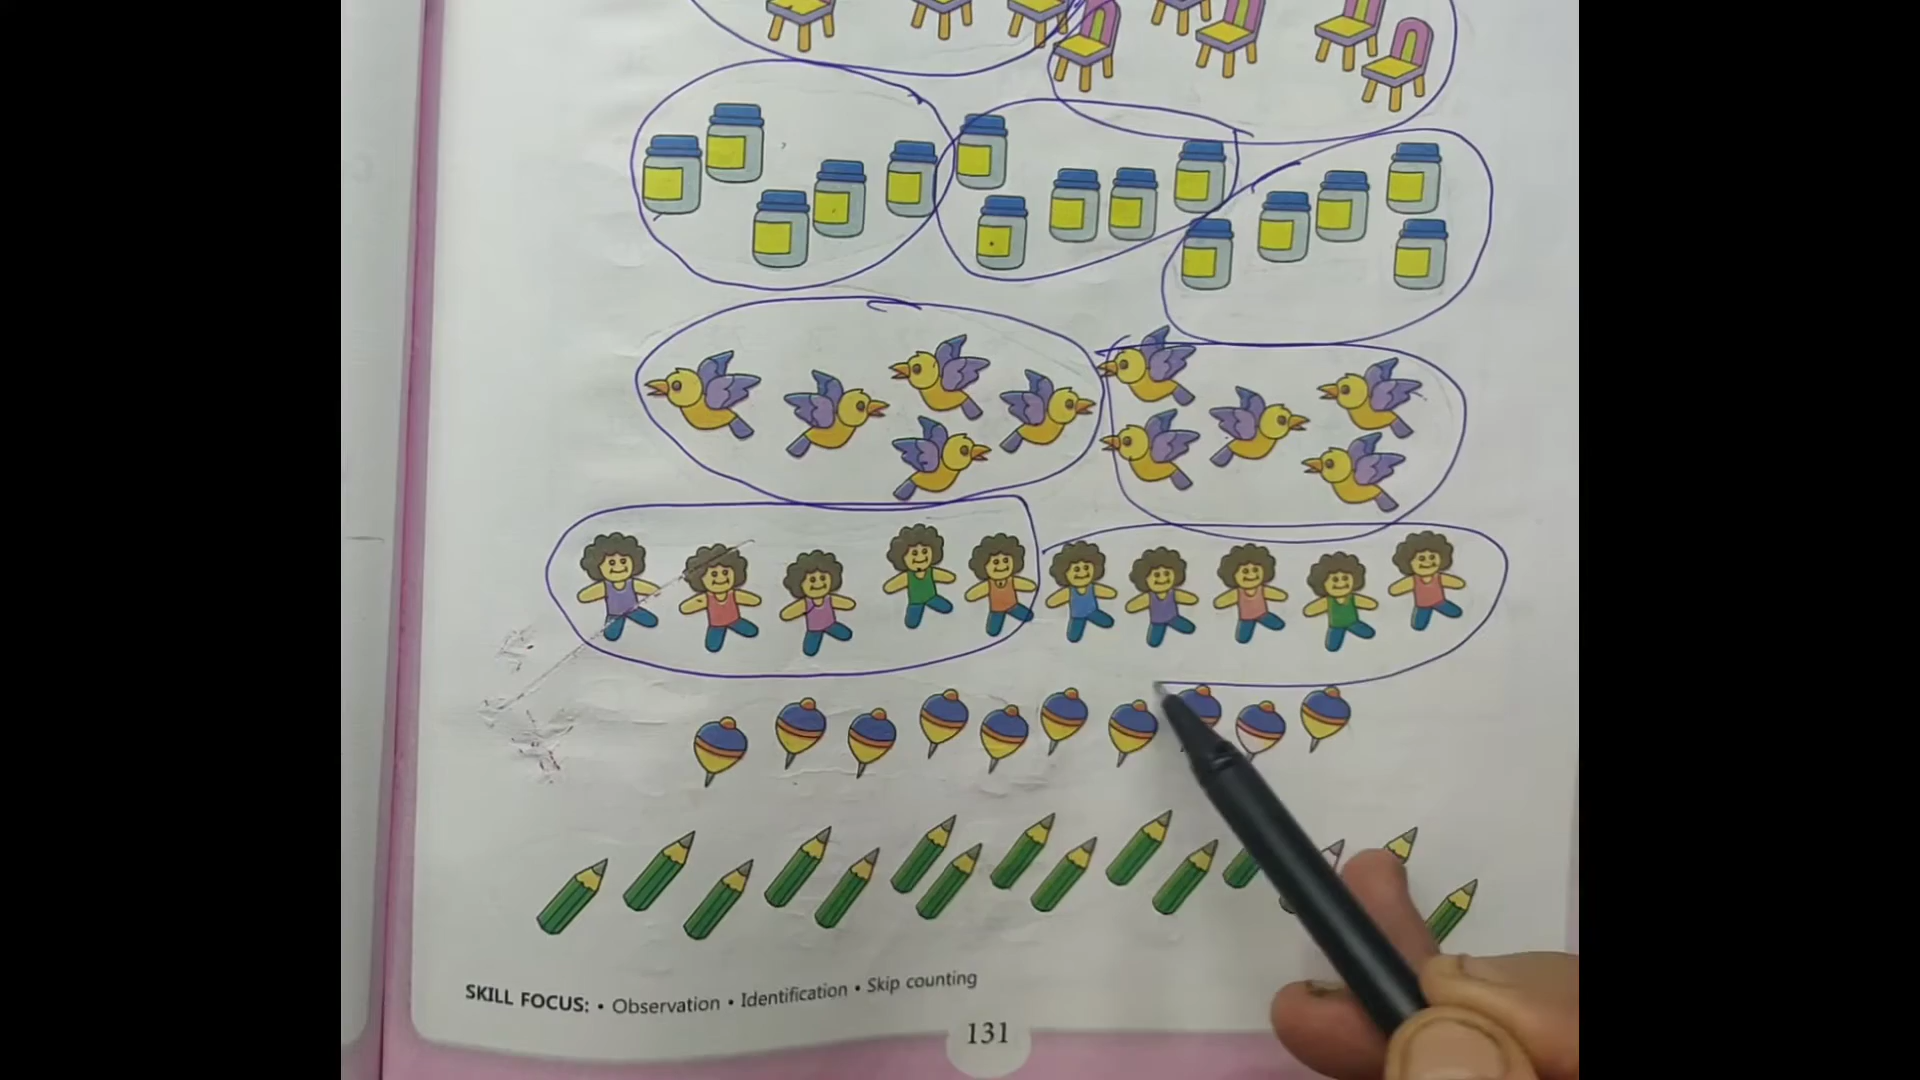 SKILL FOCUS: • Observation • Identification • Skip counting
131